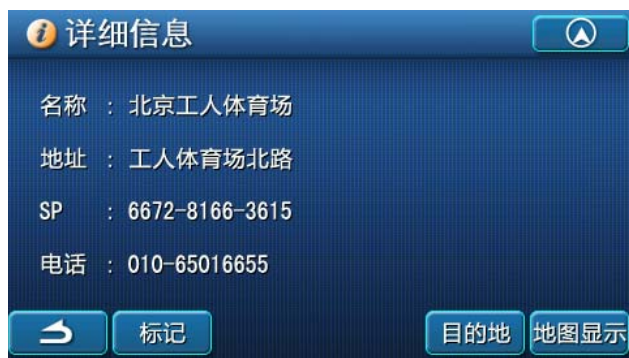 详细信息
名称 : 北京工人体育场
地址 : 工人体育场北路
SP : 6672-8166-3615
电话 : 010-65016655
标记 目的地 地图显示